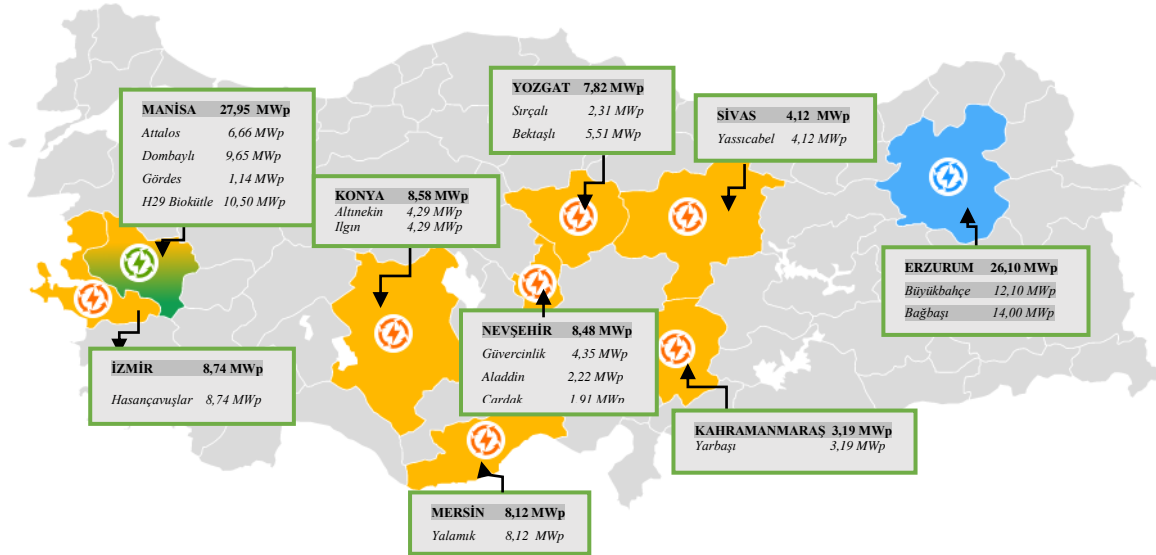 MANİSA 27,95 MWp
Attalos 6,66 MWp
Dombaylı 9,65 MWp
Gördes 1,14 MWp
H29 Biokütle 10,50 MWp
YOZGAT 7,82 MWp
Sırçalı 2,31 MWp
Bektaşlı 5,51 MWp
SİVAS 4,12 MWp
Yassıcabel 4,12 MWp
KONYA 8,58 MWp
Altınekin 4,29 MWp
Ilgın 4,29 MWp
ERZURUM 26,10 MWp
Büyükbahçe 12,10 MWp
Bağbaşı 14,00 MWp
NEVŞEHİR 8,48 MWp
Güvercinlik 4,35 MWp
Aladdin 2,22 MWp
Çardak 1,91 MWp
İZMİR 8,74 MWp
Hasançavuşlar 8,74 MWp
KAHRAMANMARAŞ 3,19 MWp
Yarbaşı 3,19 MWp
MERSİN 8,12 MWp
Yalamık 8,12 MWp